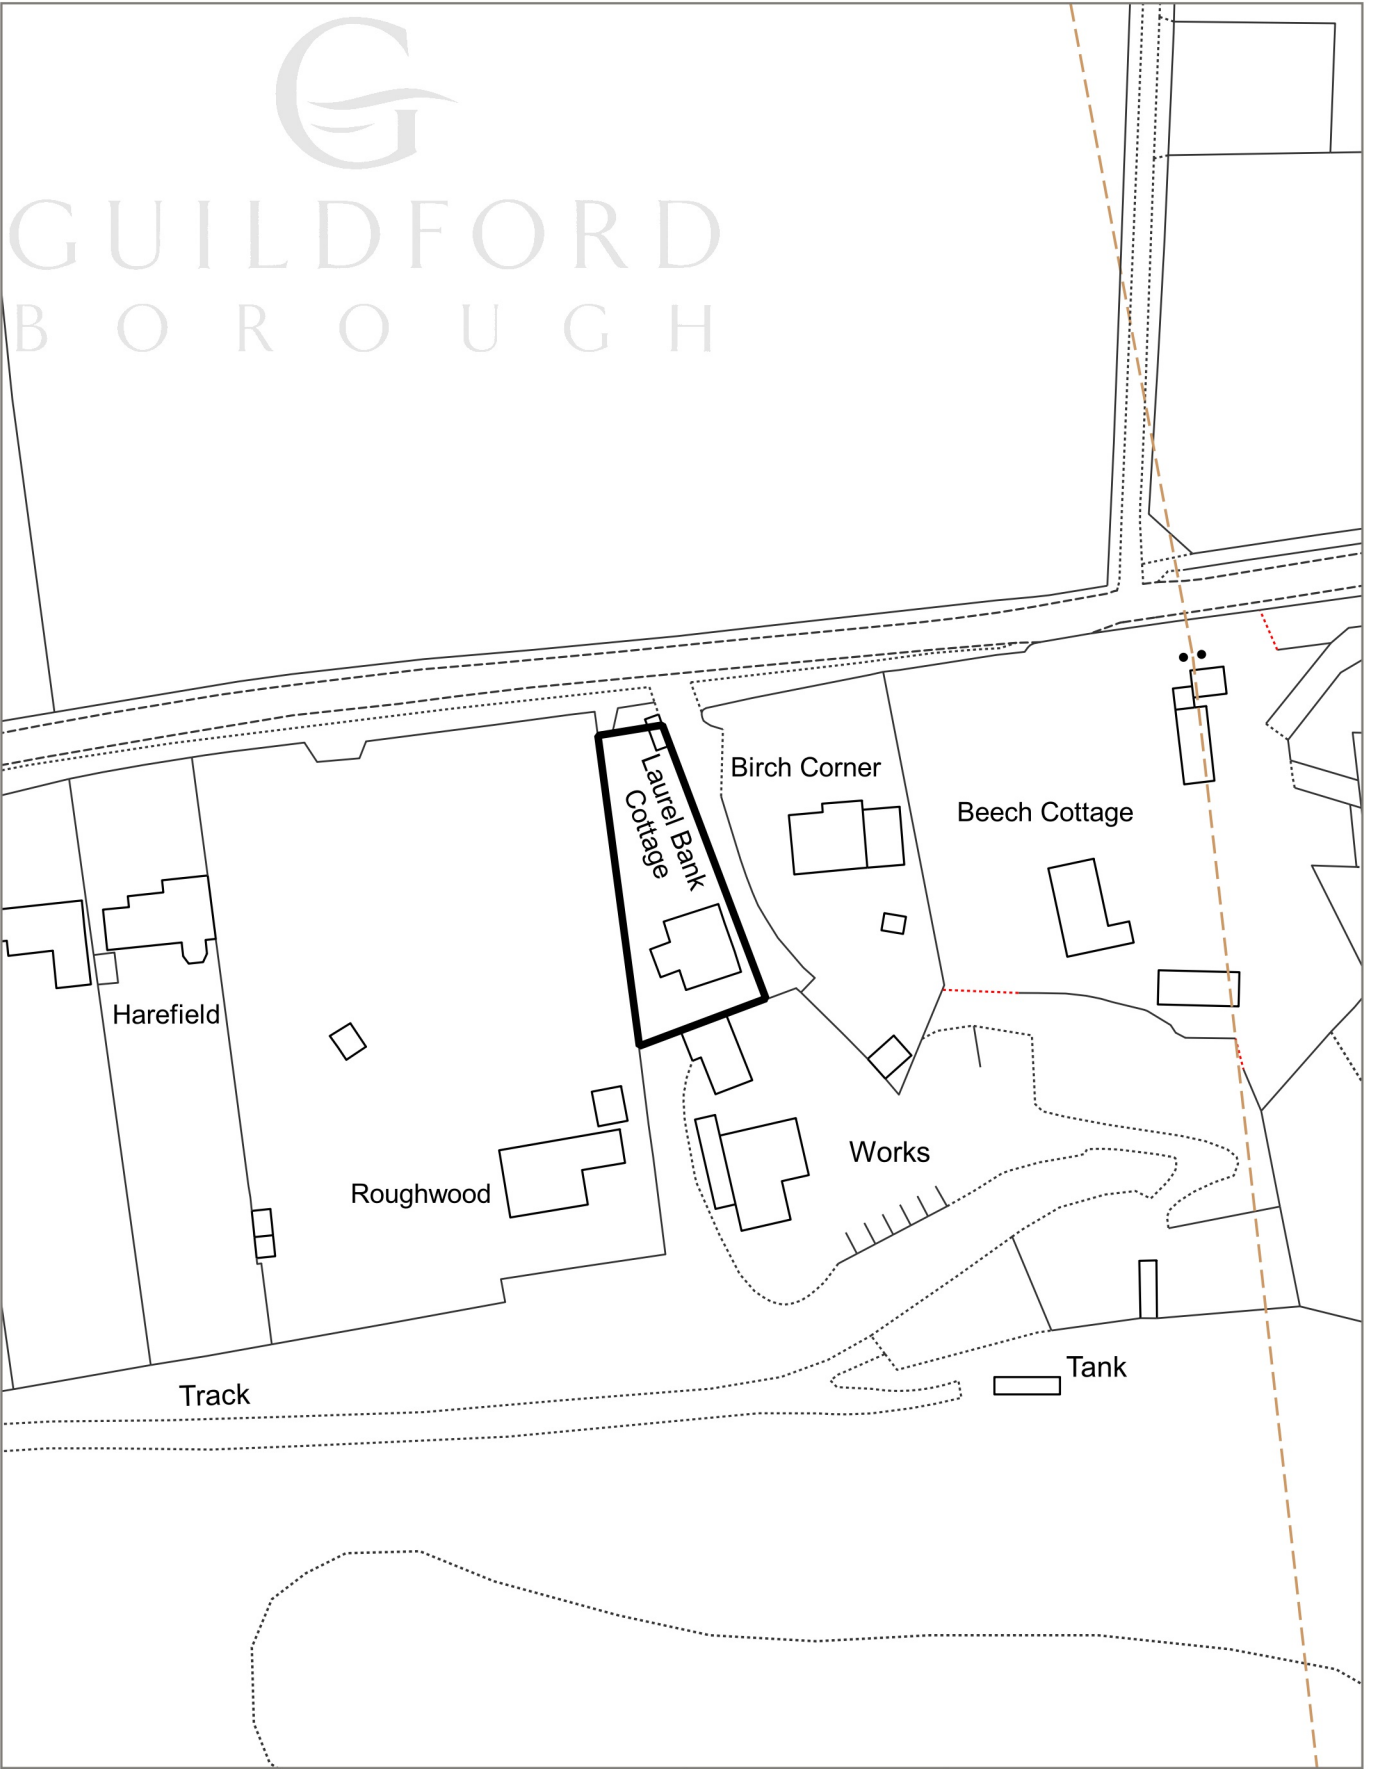 G
GUILDFORD
BOROUGH
Birch Corner
Laurel Bank
Cottage
Beech Cottage
Harefield
Works
Roughwood
Tank
Track